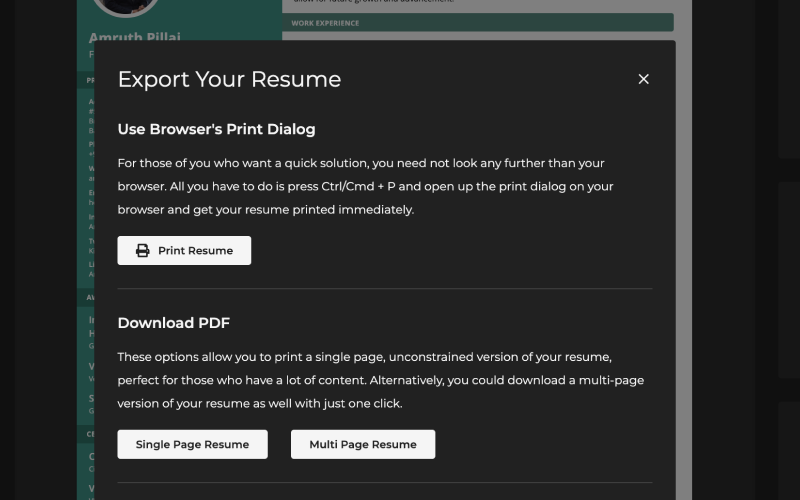 allow for future growth and advancement.
WORK EXPERIENCE
Amruth Pillai
Export Your Resume
Use Browser's Print Dialog
For those of you who want a quick solution, you need not look any further than your
browser. All you have to do is press Ctrl/Cmd + P and open up the print dialog on your
browser and get your resume printed immediately.
Print Resume
Download PDF
These options allow you to print a single page, unconstrained version of your resume,
perfect for those who have a lot of content. Alternatively, you could download a multi-page
version of your resume as well with just one click.
Single Page Resume
Multi Page Resume